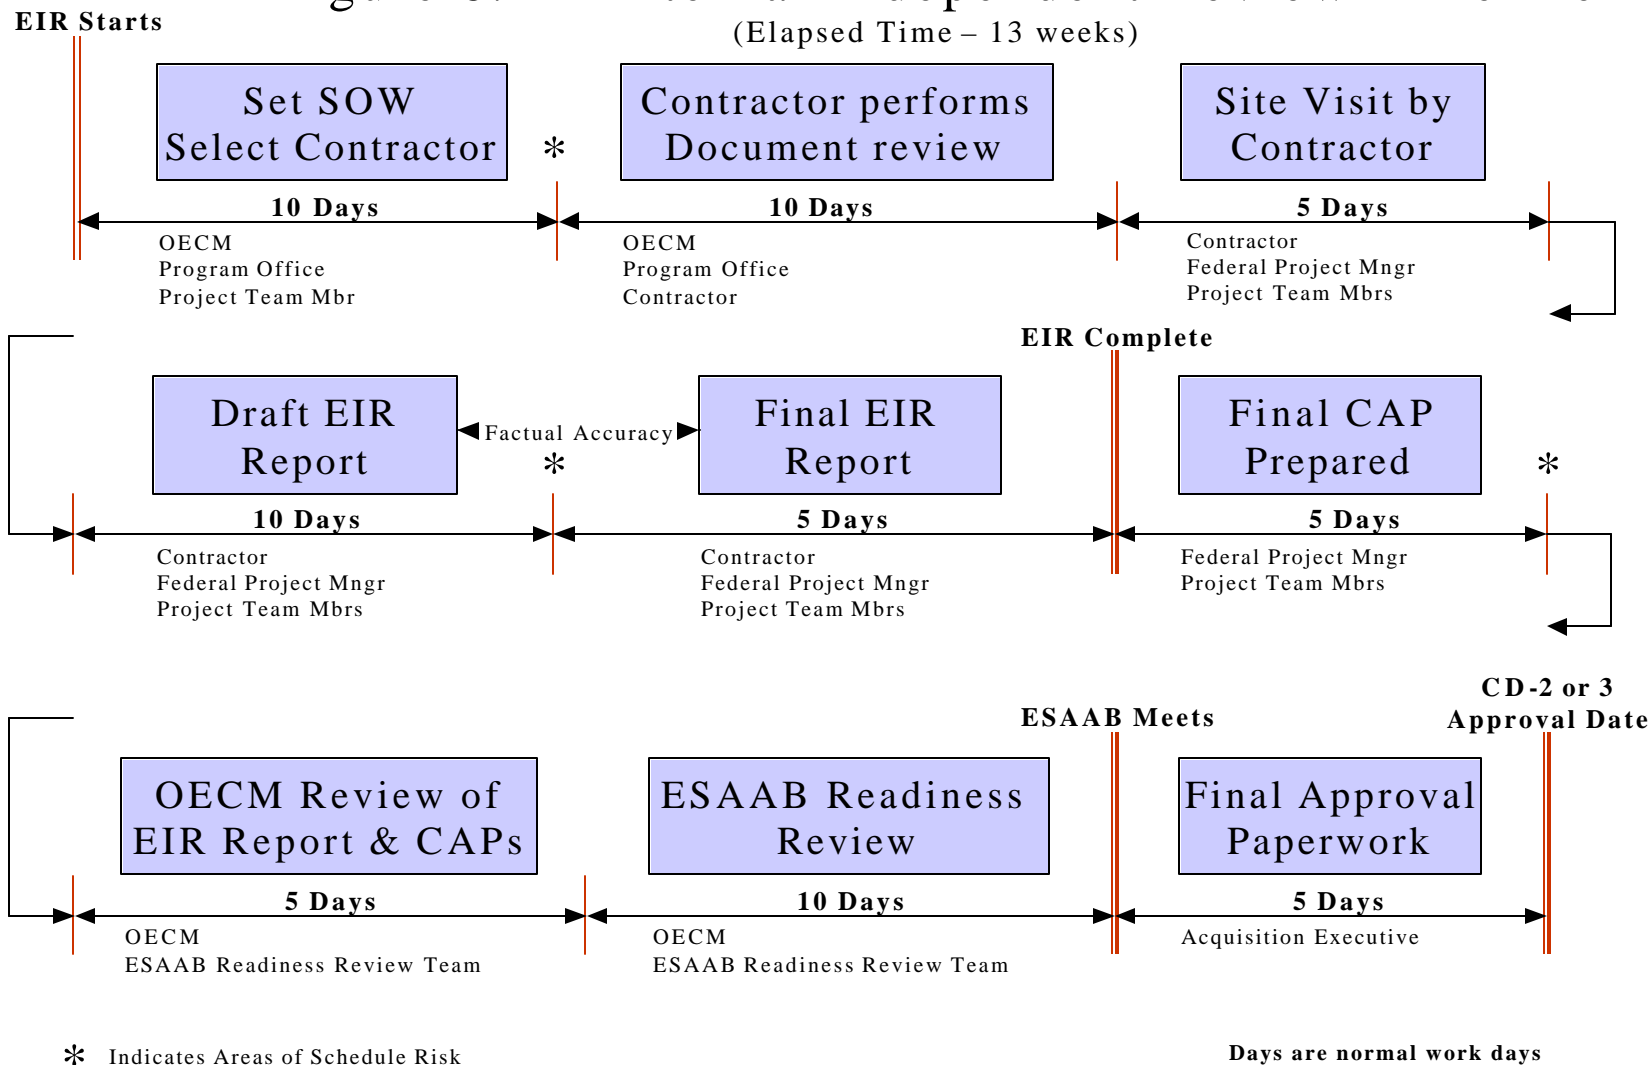 EIR Starts
(Elapsed Time – 13 weeks)
Set SOW
Select Contractor
*
Contractor performs
Document review
Site Visit by
Contractor
10 Days
10 Days
5 Days
OECM
Program Office
Project Team Mbr
OECM
Program Office
Contractor
Contractor
Federal Project Mngr
Project Team Mbrs
EIR Complete
Draft EIR
Report
Factual Accuracy
*
Final EIR
Report
Final CAP
Prepared
*
10 Days
5 Days
5 Days
Contractor
Federal Project Mngr
Project Team Mbrs
Contractor
Federal Project Mngr
Project Team Mbrs
Federal Project Mngr
Project Team Mbrs
ESAAB Meets
CD-2 or 3
Approval Date
OECM Review of
EIR Report & CAPs
ESAAB Readiness
Review
Final Approval
Paperwork
5 Days
10 Days
5 Days
OECM
ESAAB Readiness Review Team
OECM
ESAAB Readiness Review Team
Acquisition Executive
* Indicates Areas of Schedule Risk
Days are normal work days